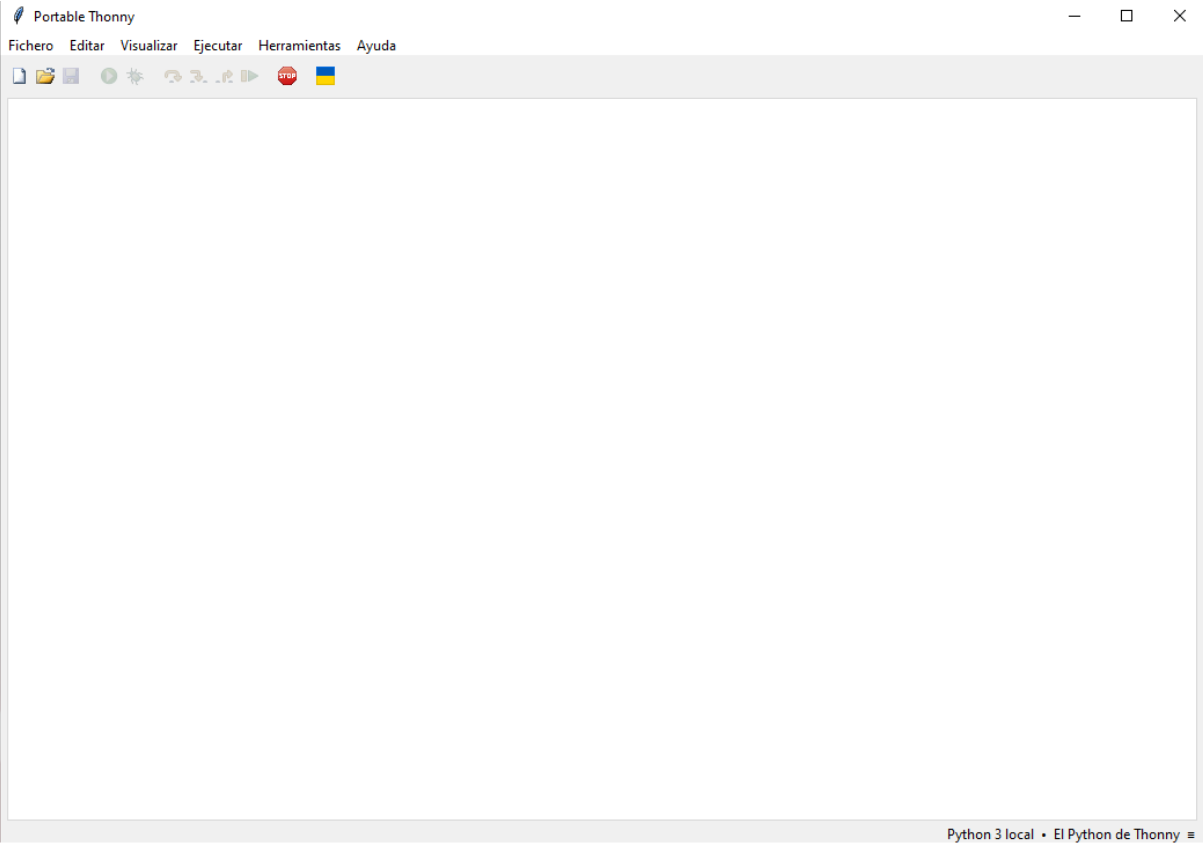 Portable Thonny
Fichero Editar Visualizar Ejecutar Herramientas Ayuda
STOP
Python 3 local • El Python de Thonny ≡